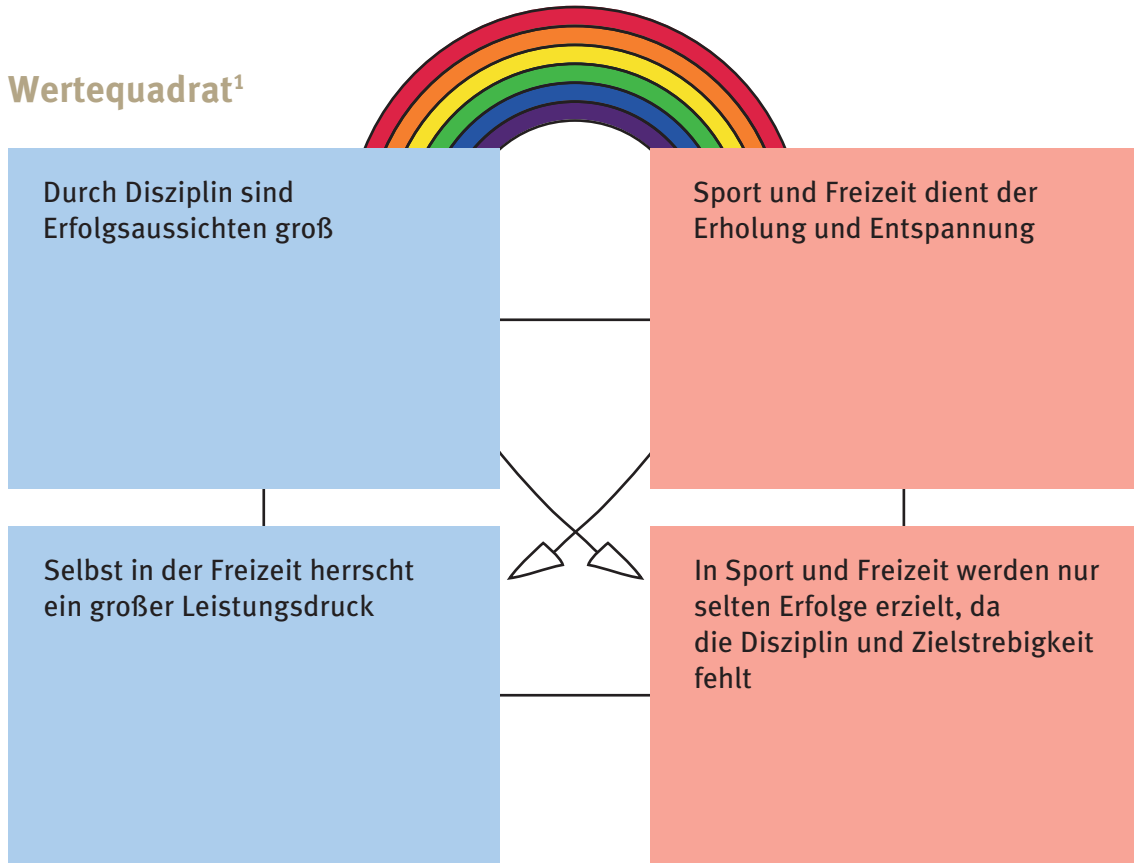 Wertequadrat¹
Durch Disziplin sind
Erfolgsaussichten groß
Sport und Freizeit dient der
Erholung und Entspannung
Selbst in der Freizeit herrscht
ein großer Leistungsdruck
In Sport und Freizeit werden nur
selten Erfolge erzielt, da
die Disziplin und Zielstrebigkeit
fehlt